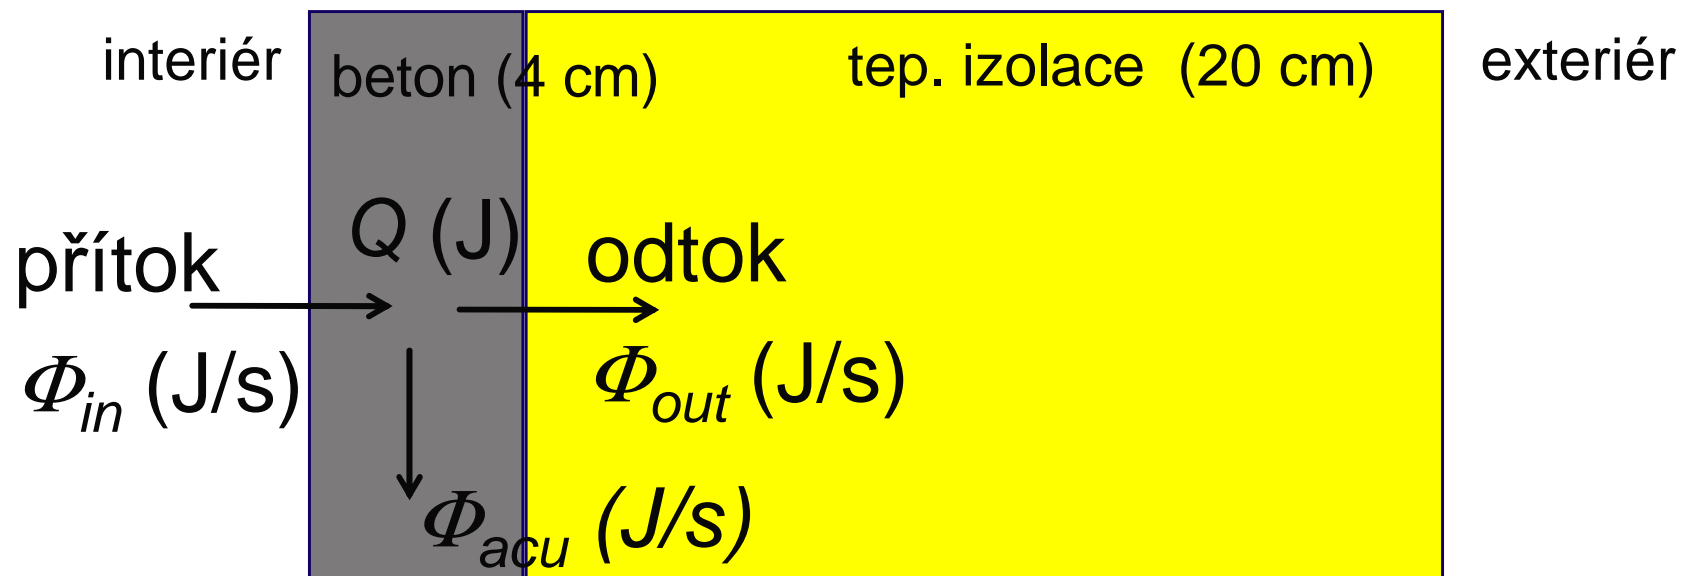 interiér
beton (4 cm)
tep. izolace (20 cm)
exteriér
přítok
Q (J)
odtok
Φin (J/s)
Φout (J/s)
Φacu (J/s)